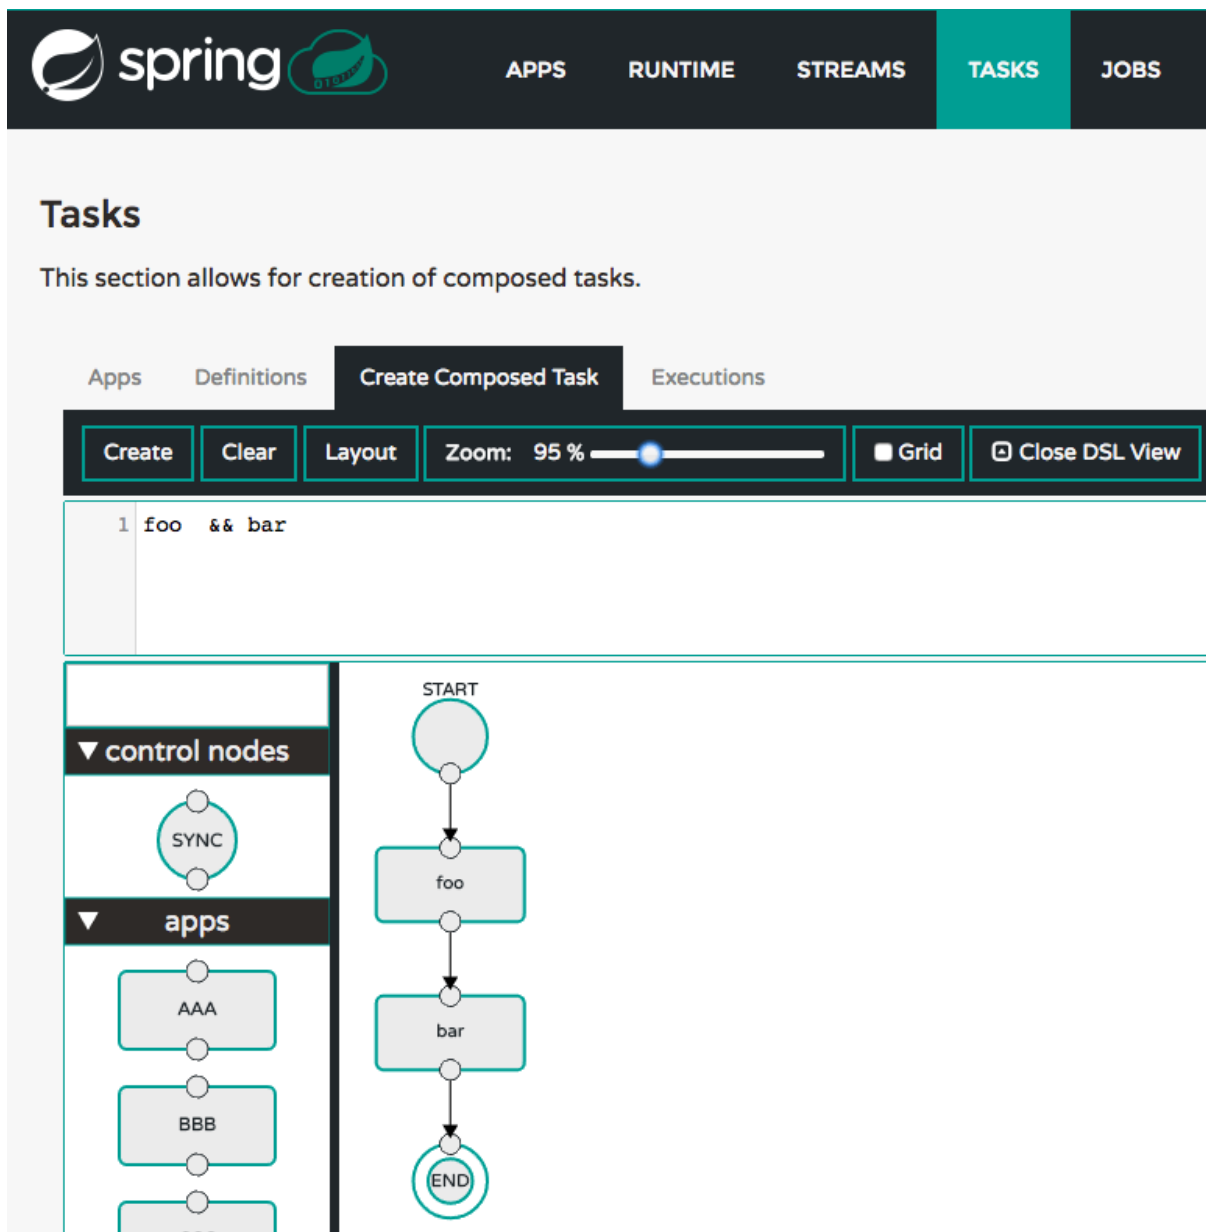 spring
APPS RUNTIME STREAMS TASKS JOBS
Tasks
This section allows for creation of composed tasks.
Apps Definitions Create Composed Task Executions
Create Clear Layout Zoom: 95 % Grid Close DSL View
1 foo  && bar
START
control nodes
SYNC
foo
apps
AAA
bar
BBB
END